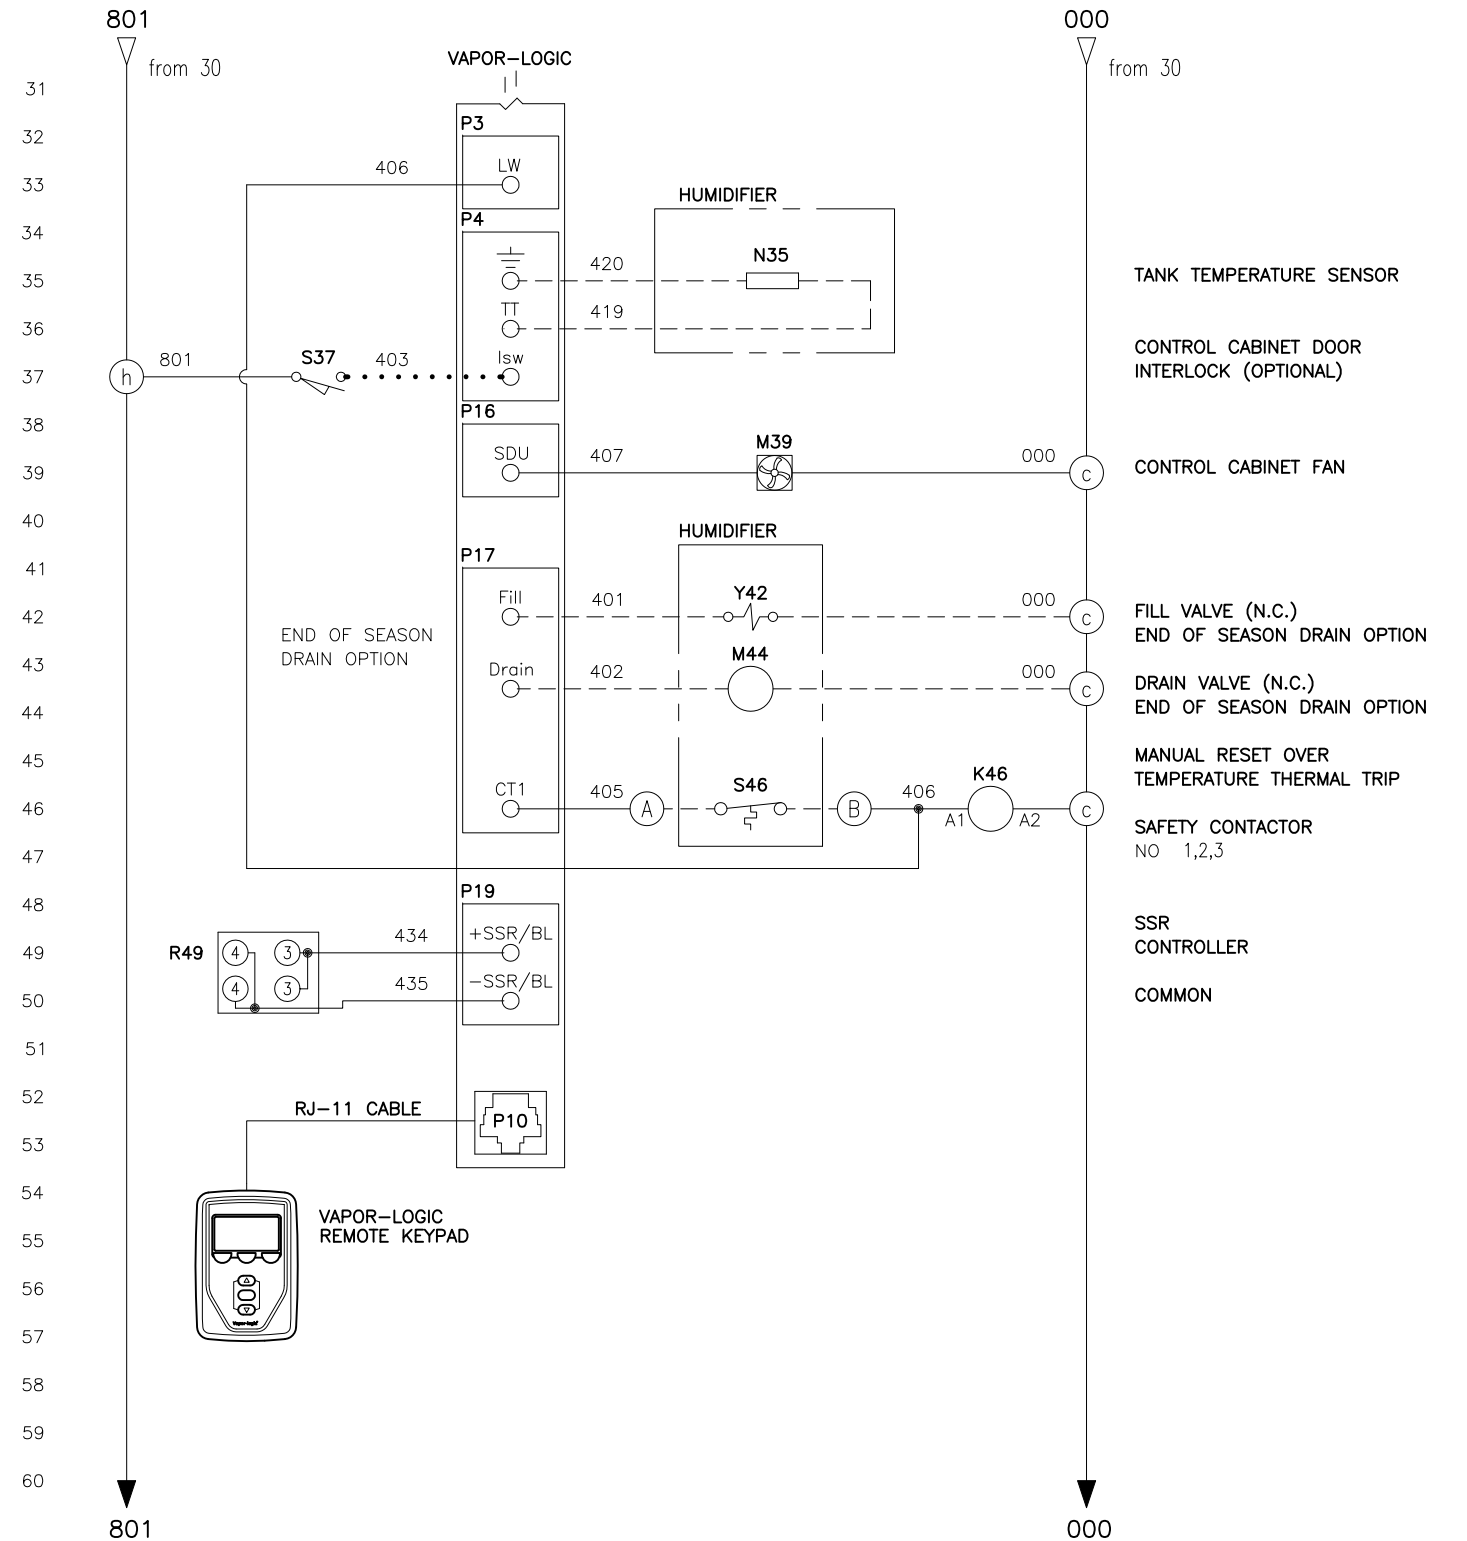 801
000
from 30
from 30
VAPOR-LOGIC
31
P3
32
LW
406
33
HUMIDIFIER
P4
34
N35
420
35
TANK TEMPERATURE SENSOR
TT
419
36
CONTROL CABINET DOOR
INTERLOCK (OPTIONAL)
801
S37
403
Isw
h
37
P16
38
M39
SDU
407
000
c
39
CONTROL CABINET FAN
40
HUMIDIFIER
P17
41
Y42
Fill
401
000
c
42
FILL VALVE (N.C.)
END OF SEASON DRAIN OPTION
END OF SEASON
DRAIN OPTION
43
M44
Drain
402
000
c
DRAIN VALVE (N.C.)
END OF SEASON DRAIN OPTION
44
45
MANUAL RESET OVER
TEMPERATURE THERMAL TRIP
CT1
405
A
S46
B
406
K46
A1
A2
c
46
SAFETY CONTACTOR
NO 1,2,3
47
P19
48
SSR
CONTROLLER
R49
4
3
434
+SSR/BL
49
4
3
435
-SSR/BL
50
COMMON
51
52
RJ-11 CABLE
P10
53
54
VAPOR-LOGIC
REMOTE KEYPAD
55
56
Vapor-logic
57
58
59
60
801
000